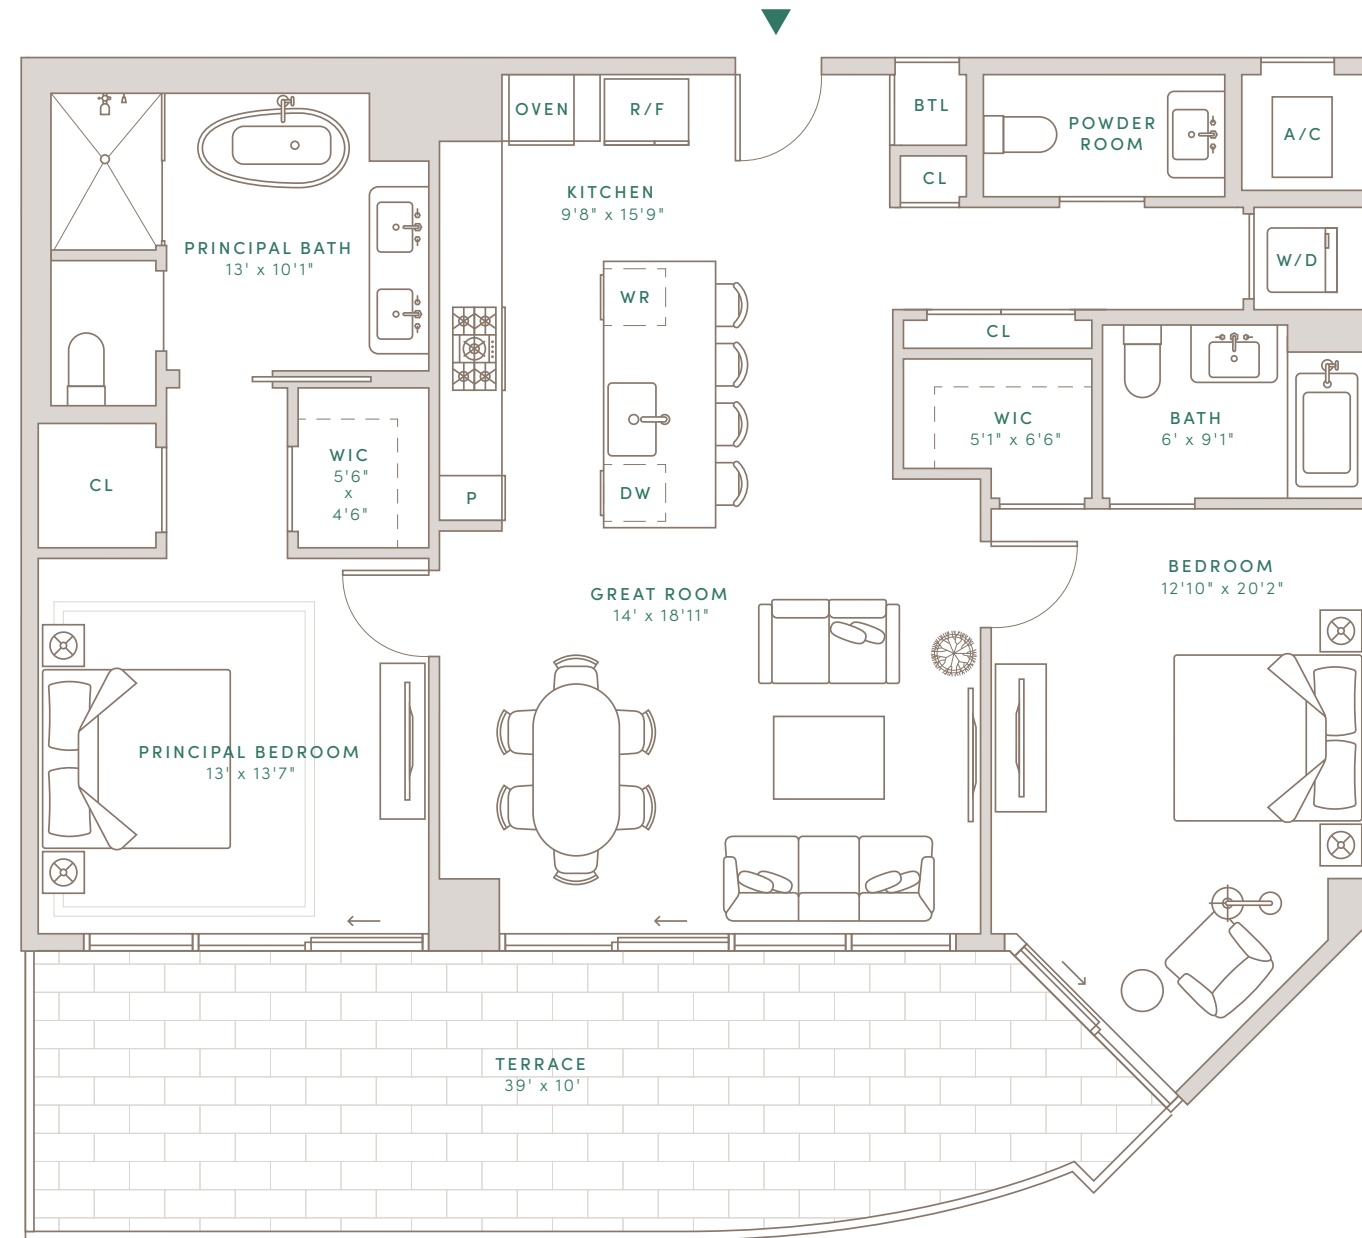 OVEN
R/F
BTL
POWDER
ROOM
A/C
CL
KITCHEN
9'8" x 15'9"
PRINCIPAL BATH
13' x 10'1"
W/D
WR
CL
WIC
5'1" x 6'6"
BATH
6' x 9'1"
WIC
5'6"
x
4'6"
CL
P
DW
BEDROOM
12'10" x 20'2"
GREAT ROOM
14' x 18'11"
PRINCIPAL BEDROOM
13' x 13'7"
TERRACE
39' x 10'